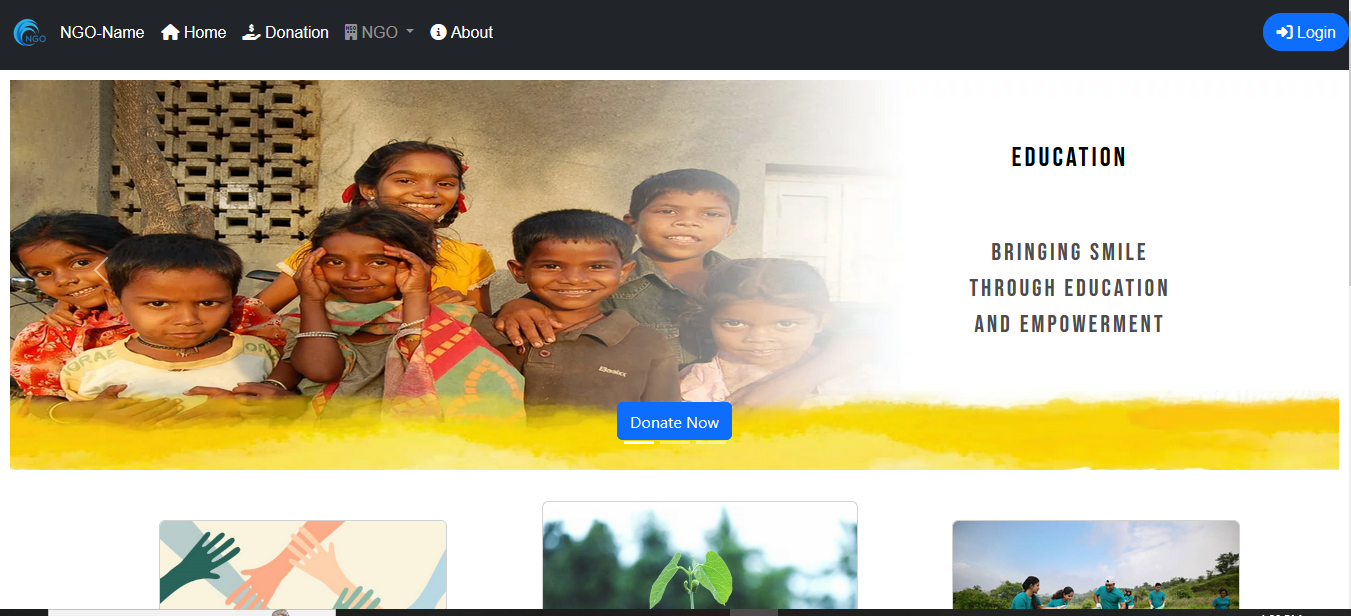 NGO
NGO-Name
Home
Donation
NGO
About
Login
EDUCATION
BRINGING SMILE
THROUGH EDUCATION
AND EMPOWERMENT
Donate Now